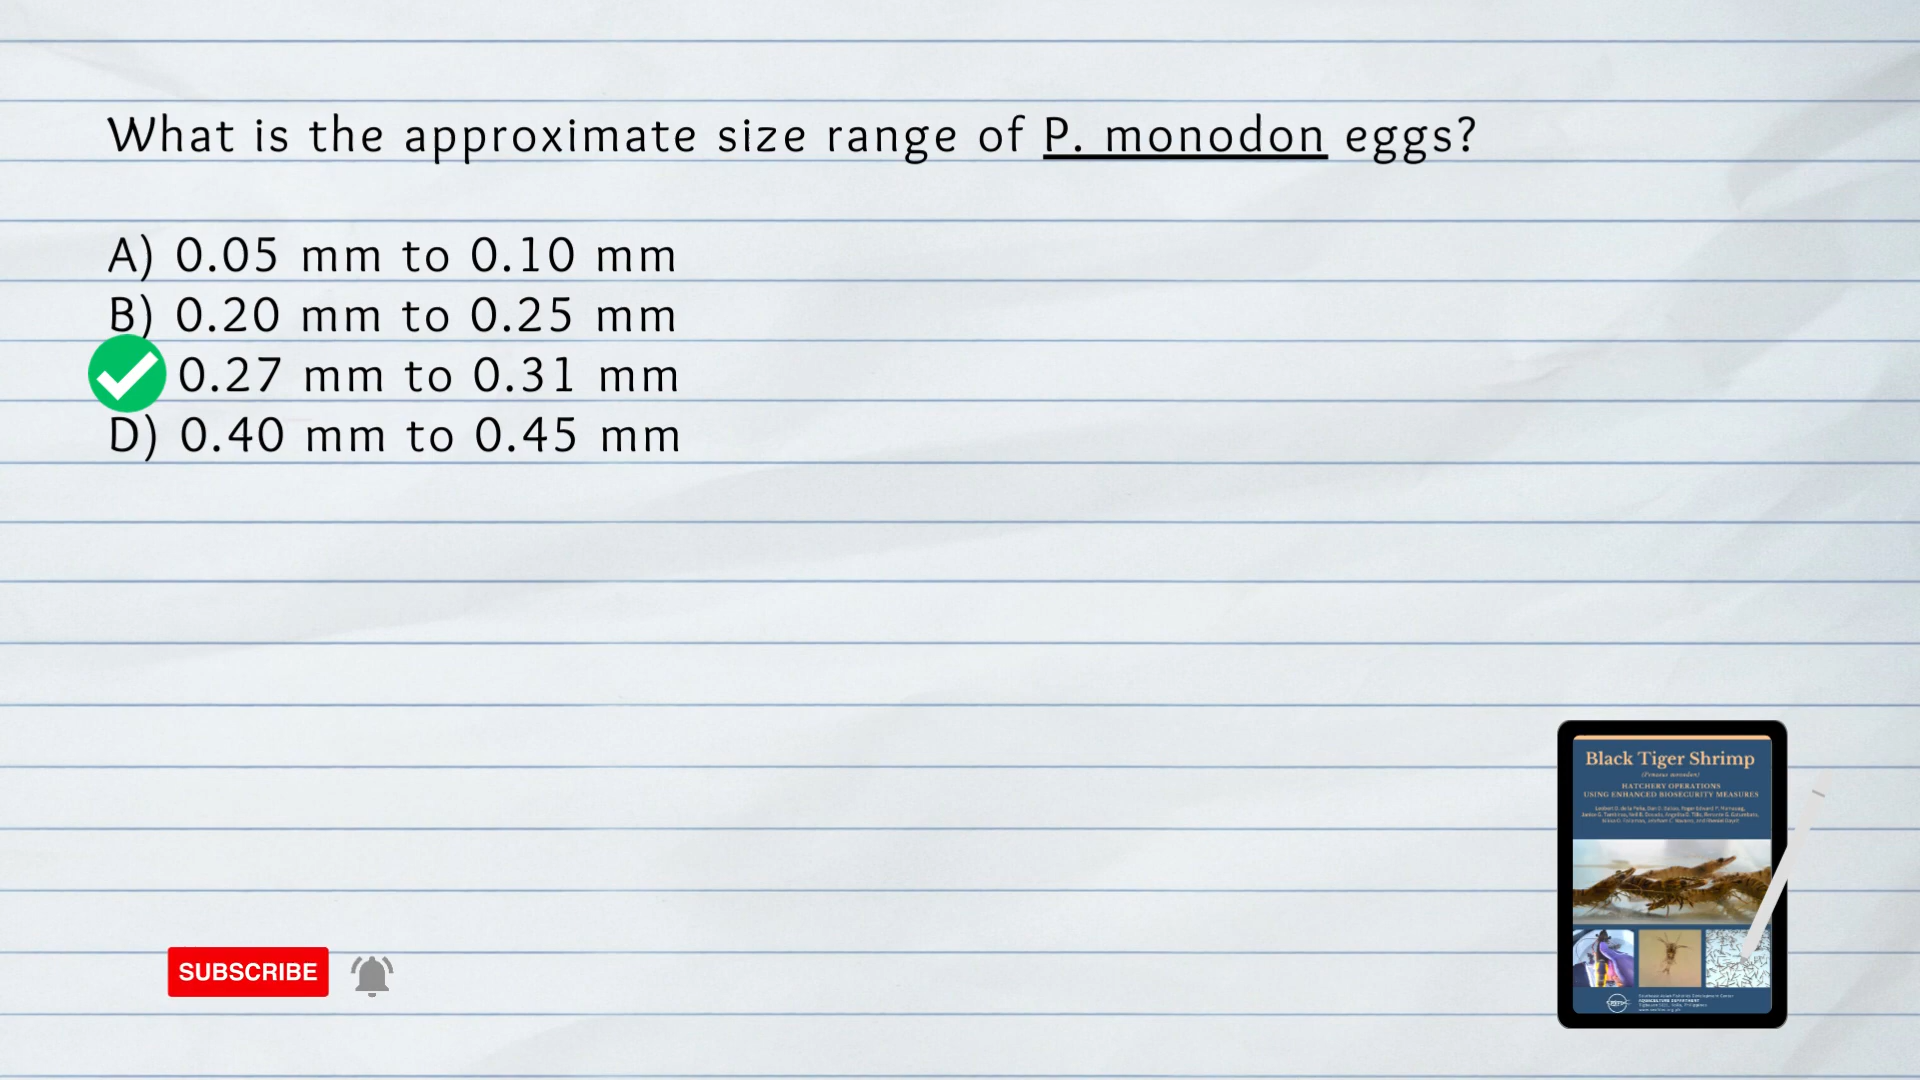 What is the approximate size range of P. monodon eggs?
A) 0.05 mm to 0.10 mm
B) 0.20 mm to 0.25 mm
0.27 mm to 0.31 mm
D) 0.40 mm to 0.45 mm
Black Tiger Shrimp
(Penaeus monodon)
HATCHERY OPERATIONS
USING ENHANCED BIOSECURITY MEASURES
SUBSCRIBE